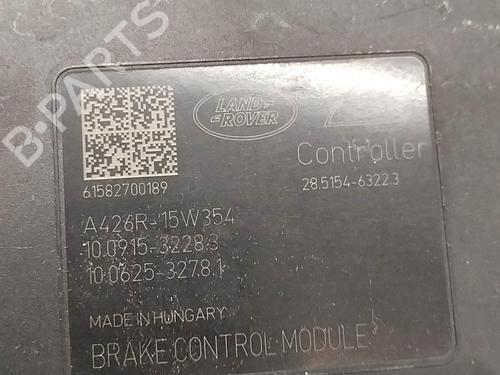 B-PARTS
LAND-
ROVER
Controller
61582700189
28.5154-6322.3
A426R-15W354
10.0915-3228.3
10.0625-3278.1
MADE IN HUNGARY
BRAKE CONTROL MODULE